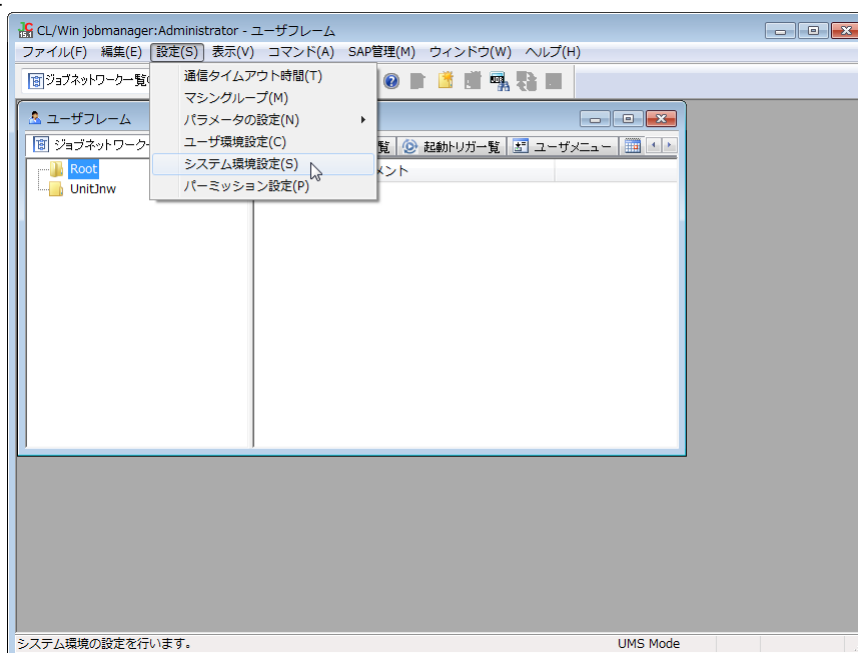 CL/Win jobmanager:Administrator - ユーザフレーム
ファイル(F) 編集(E) 設定(S) 表示(V) コマンド(A) SAP管理(M) ウィンドウ(W) ヘルプ(H)
ジョブネットワーク一覧
通信タイムアウト時間(T)
マシングループ(M)
パラメータの設定(N)
ユーザ環境設定(C)
システム環境設定(S)
パーミッション設定(P)
ユーザフレーム
ジョブネットワーク 覧 起動トリガ一覧 ユーザメニュー
Root メント
UnitJnw
システム環境の設定を行います。 UMS Mode